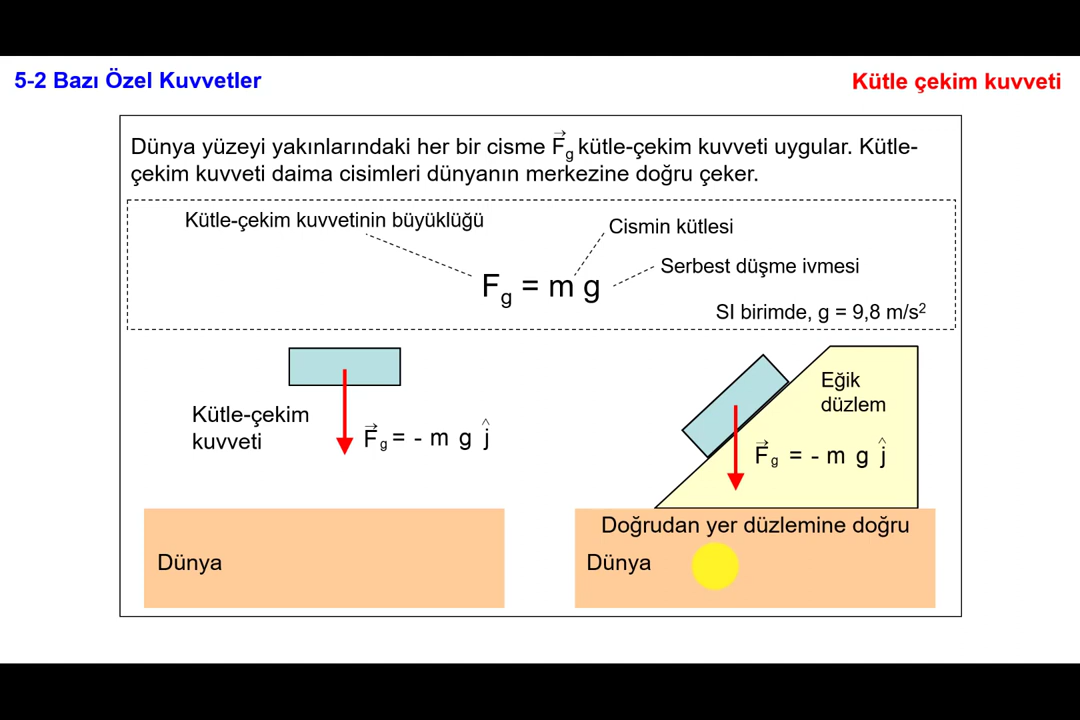 5-2 Bazı Özel Kuvvetler
Kütle çekim kuvveti
Dünya yüzeyi yakınlarındaki her bir cisme F⃗g kütle-çekim kuvveti uygular. Kütle-
çekim kuvveti daima cisimleri dünyanın merkezine doğru çeker.
Kütle-çekim kuvvetinin büyüklüğü
Cismin kütlesi
Serbest düşme ivmesi
Fg = m g
SI birimde, g = 9,8 m/s²
Kütle-çekim
kuvveti
F⃗g = - m g ĵ
Eğik
düzlem
F⃗g = - m g ĵ
Dünya
Doğrudan yer düzlemine doğru
Dünya